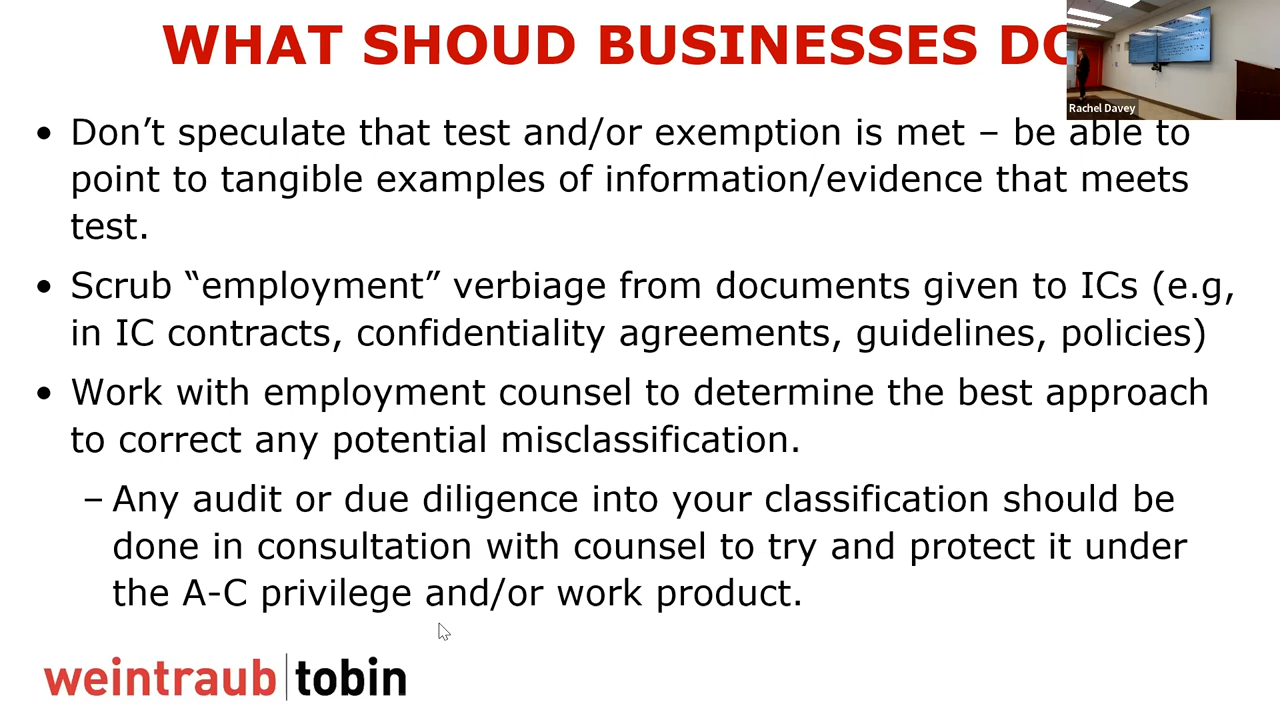 WHAT SHOUD BUSINESSES DO
Rachel Davey
• Don’t speculate that test and/or exemption is met – be able to
point to tangible examples of information/evidence that meets
test.
• Scrub “employment” verbiage from documents given to ICs (e.g,
in IC contracts, confidentiality agreements, guidelines, policies)
• Work with employment counsel to determine the best approach
to correct any potential misclassification.
– Any audit or due diligence into your classification should be
done in consultation with counsel to try and protect it under
the A-C privilege and/or work product.
weintraub tobin